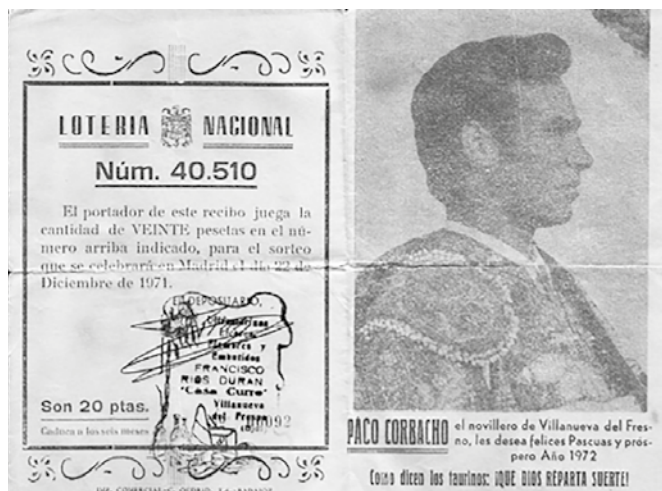 LOTERIA NACIONAL
Núm. 40.510
El portador de este recibo juega la
cantidad de VEINTE pesetas en el nú-
mero arriba indicado, para el sorteo
que se celebrará en Madrid el día 22 de
Diciembre de 1971.
EL DEPOSITARIO,
Flores y
Embutidos
FRANCISCO
RIOS DURAN
"Casa Curro"
Villanueva
del Fresno
Son 20 ptas.
Caduca a los seis meses
PACO CORBACHO el novillero de Villanueva del Fres-
no, les desea felices Pascuas y prós-
pero Año 1972
Como dicen los taurinos: ¡QUE DIOS REPARTA SUERTE!